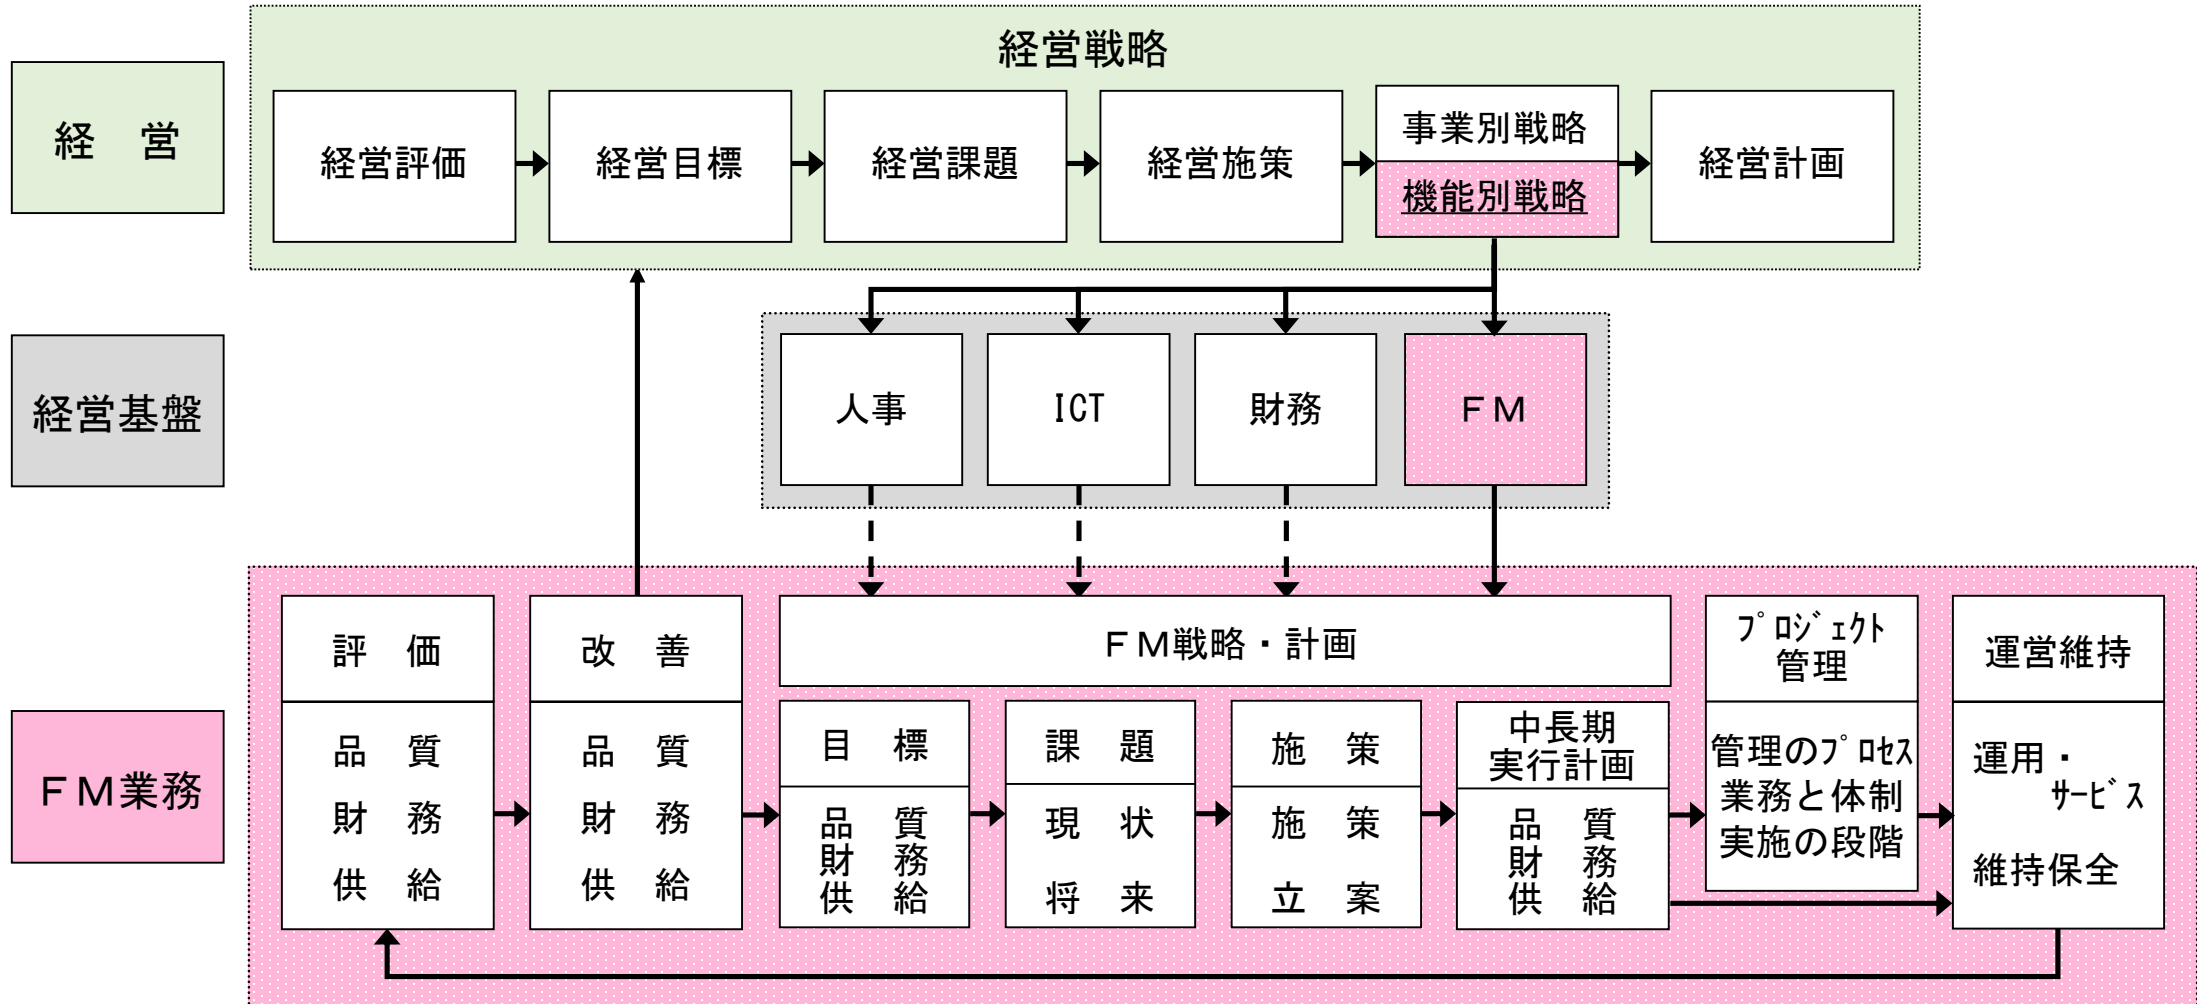 経営戦略
経　営
経営評価
経営目標
経営課題
経営施策
事業別戦略
機能別戦略
経営計画
経営基盤
人事
ICT
財務
ＦＭ
ＦＭ業務
評　価
品　質
財　務
供　給
改　善
品　質
財　務
供　給
ＦＭ戦略・計画
目　標
品　質
財　務
供　給
課　題
現　状
将　来
施　策
施　策
立　案
中長期
実行計画
品　質
財　務
供　給
ﾌﾟﾛｼﾞｪｸﾄ
管理
管理のﾌﾟﾛｾｽ
業務と体制
実施の段階
運営維持
運用・
ｻｰﾋﾞｽ
維持保全